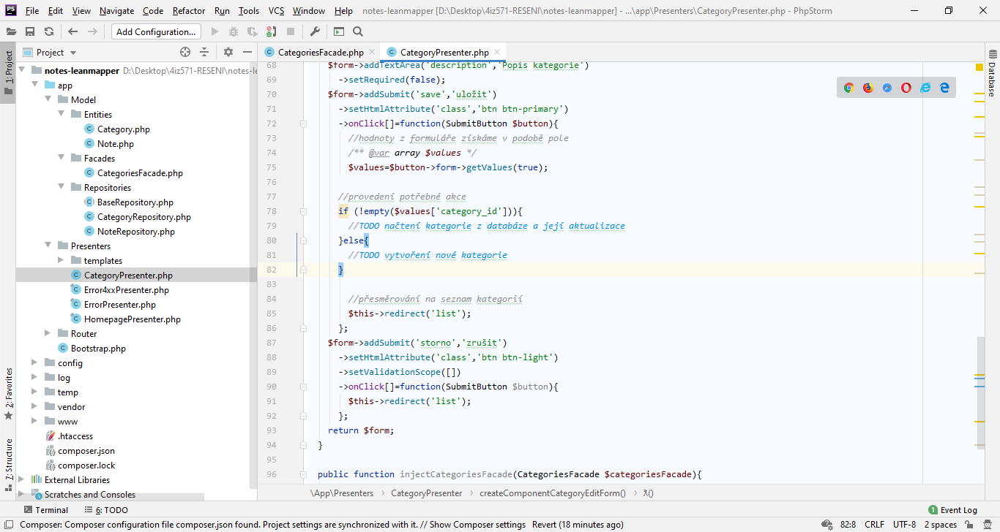 PS File Edit View Navigate Code Refactor Run Tools VCS Window Help notes-leanmapper [D:\Desktop\4iz571-RESENI\notes-leanmapper] - ...\app\Presenters\CategoryPresenter.php - PhpStorm
Add Configuration...
1: Project
Project
CategoriesFacade.php
CategoryPresenter.php
notes-leanmapper D:\Desktop\4iz571-RESENI\notes-le
app
Model
Entities
Category.php
Note.php
Facades
CategoriesFacade.php
Repositories
BaseRepository.php
CategoryRepository.php
NoteRepository.php
Presenters
templates
CategoryPresenter.php
Error4xxPresenter.php
ErrorPresenter.php
HomepagePresenter.php
Router
Bootstrap.php
config
log
temp
vendor
www
.htaccess
composer.json
composer.lock
External Libraries
Scratches and Consoles
2: Favorites
7: Structure
68 $form->addTextArea('description','Popis kategorie')
69 ->setRequired(false);
70 $form->addSubmit('save','uložit')
71 ->setHtmlAttribute('class','btn btn-primary')
72 ->onClick[]=function(SubmitButton $button){
73 //hodnoty z formuláře získáme v podobě pole
74 /** @var array $values */
75 $values=$button->form->getValues(true);
76
77 //provedení potřebné akce
78 if (!empty($values['category_id'])){
79 //TODO načtení kategorie z databáze a její aktualizace
80 }else{
81 //TODO vytvoření nové kategorie
82 }
83
84 //přesměrování na seznam kategorií
85 $this->redirect('list');
86 };
87 $form->addSubmit('storno','zrušit')
88 ->setHtmlAttribute('class','btn btn-light')
89 ->setValidationScope([])
90 ->onClick[]=function(SubmitButton $button){
91 $this->redirect('list');
92 };
93 return $form;
94 }
95
96 public function injectCategoriesFacade(CategoriesFacade $categoriesFacade){
Database
\App\Presenters › CategoryPresenter › createComponentCategoryEditForm() › λ()
Terminal 6: TODO 1 Event Log
Composer: Composer configuration file composer.json found. Project settings are synchronized with it. // Show Composer settings Revert (18 minutes ago) 82:8 CRLF UTF-8 2 spaces